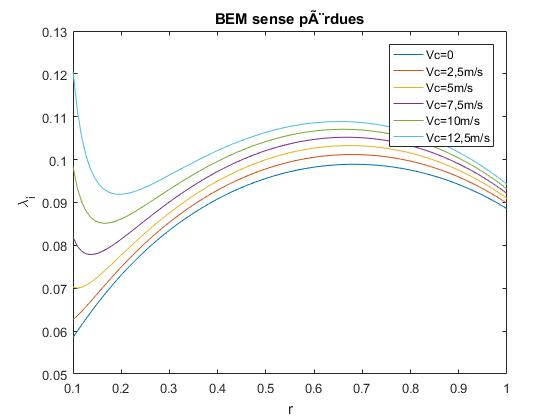 BEM sense pÃ¨rdues
0.13
0.12
0.11
0.1
0.09
0.08
0.07
0.06
0.05
λi
Vc=0
Vc=2,5m/s
Vc=5m/s
Vc=7,5m/s
Vc=10m/s
Vc=12,5m/s
0.1 0.2 0.3 0.4 0.5 0.6 0.7 0.8 0.9 1
r